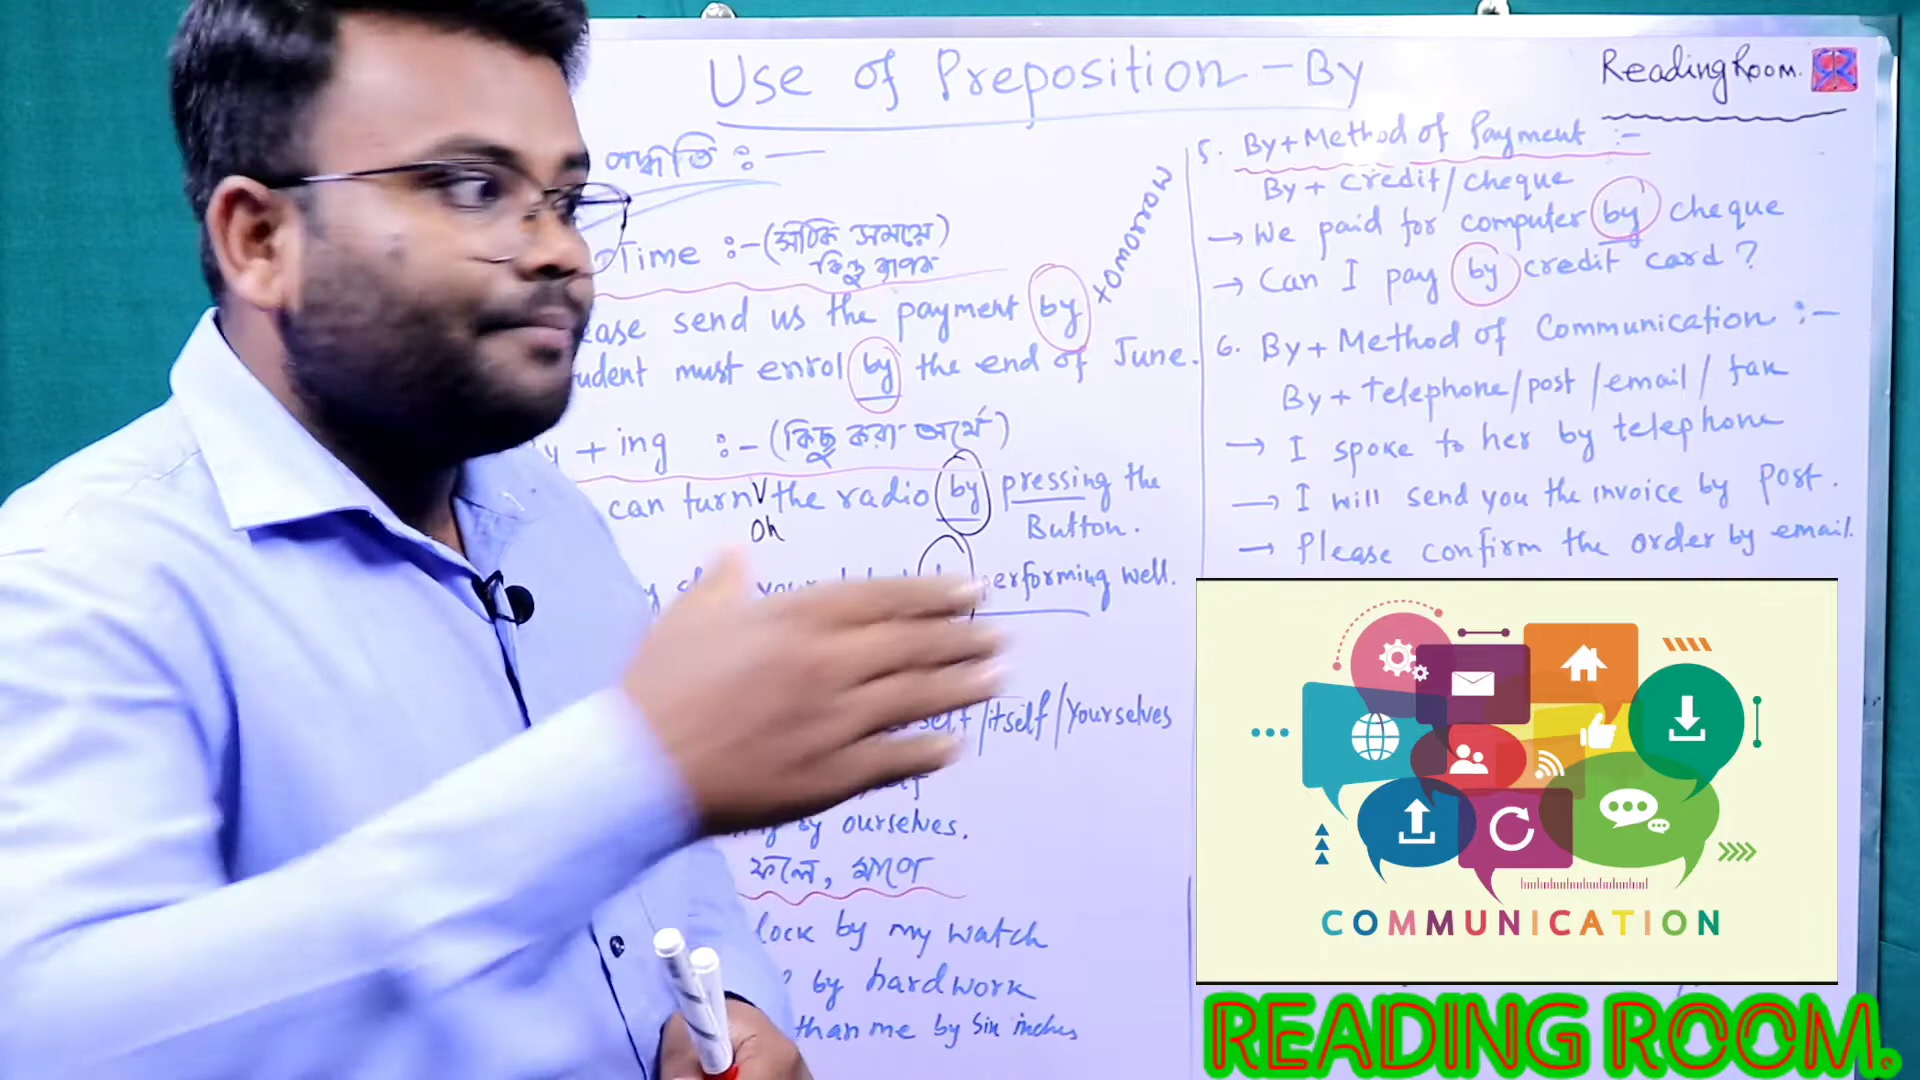 Use of Preposition - By
Reading Room.
পদ্ধতি :-
Time :- (সঠিক সময়ে)
কিন্তু ব্যাপক
ease send us the payment by
tomorrow
udent must enrol by the end of June.
y + ing :- (কিছু করা অর্থে)
can turn the radio by pressing the
on
Button.
performing well.
self/itself/Yourselves
by ourselves.
ফলে, মাপে
lock by my watch
by hardwork
than me by Six inches
5. By + Method of Payment :-
By + credit/cheque
→ We paid for computer by cheque
→ Can I pay by credit card?
6. By + Method of Communication :-
By + telephone/post/email/fax
→ I spoke to her by telephone
→ I will send you the invoice by Post.
→ Please confirm the order by email.
COMMUNICATION
READING ROOM.